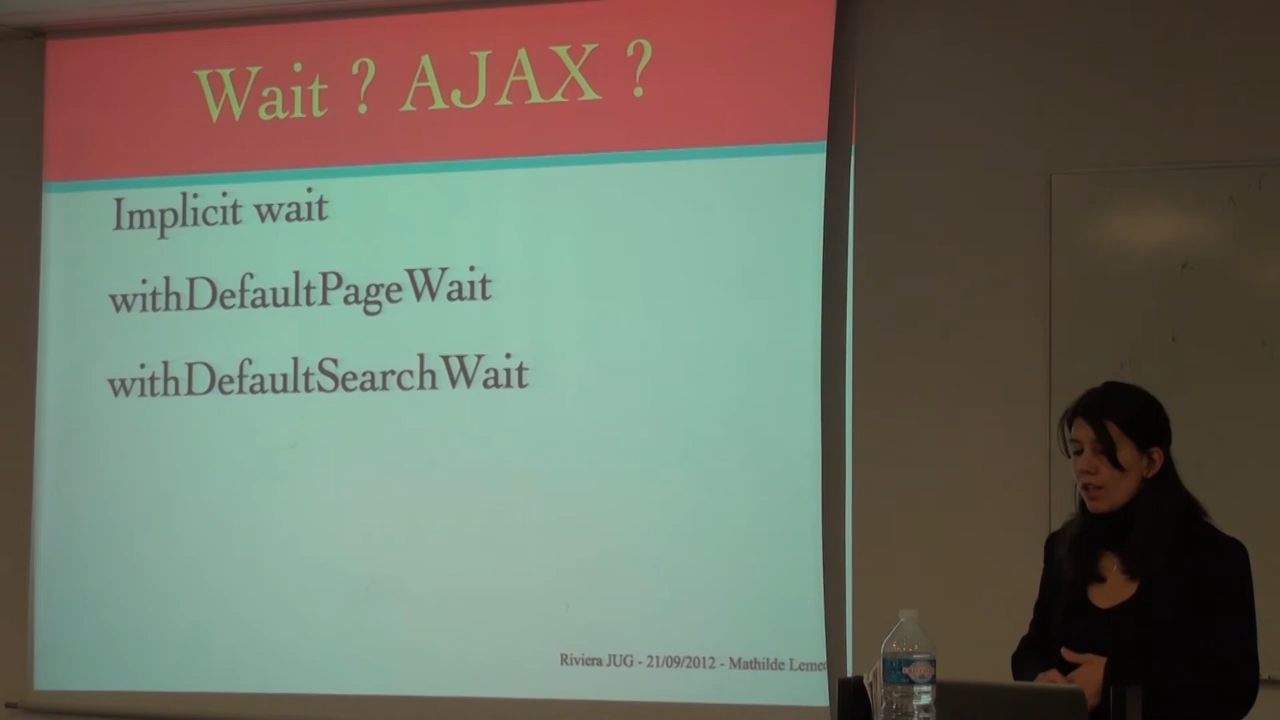 Wait ? AJAX ?
Implicit wait
withDefaultPageWait
withDefaultSearchWait
Riviera JUG - 21/09/2012 - Mathilde